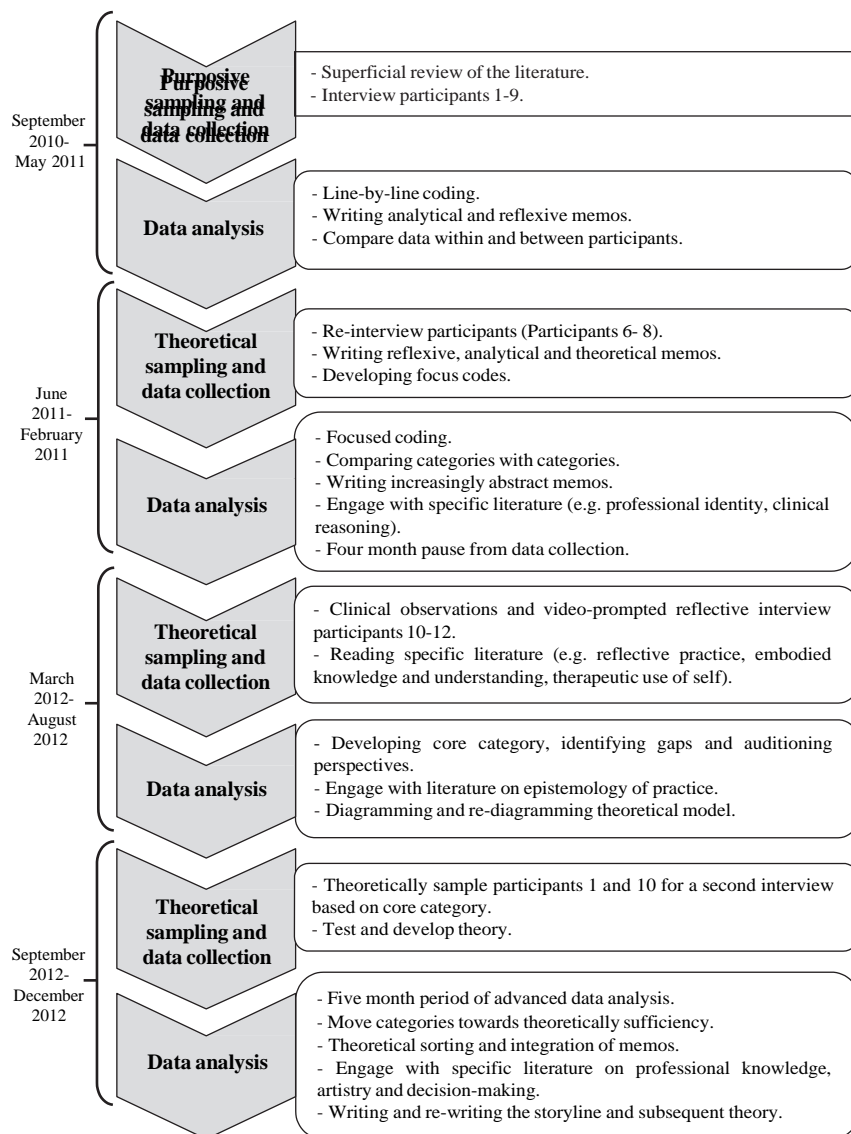 Purposive
sampling and
data collection
Purposive
sampling and
data collection
- Superficial review of the literature.
- Interview participants 1-9.
September
2010-
May 2011
Data analysis
- Line-by-line coding.
- Writing analytical and reflexive memos.
- Compare data within and between participants.
Theoretical
sampling and
data collection
- Re-interview participants (Participants 6- 8).
- Writing reflexive, analytical and theoretical memos.
- Developing focus codes.
June
2011-
February
2011
Data analysis
- Focused coding.
- Comparing categories with categories.
- Writing increasingly abstract memos.
- Engage with specific literature (e.g. professional identity, clinical
reasoning).
- Four month pause from data collection.
Theoretical
sampling and
data collection
- Clinical observations and video-prompted reflective interview
participants 10-12.
- Reading specific literature (e.g. reflective practice, embodied
knowledge and understanding, therapeutic use of self).
March
2012-
August
2012
Data analysis
- Developing core category, identifying gaps and auditioning
perspectives.
- Engage with literature on epistemology of practice.
- Diagramming and re-diagramming theoretical model.
Theoretical
sampling and
data collection
- Theoretically sample participants 1 and 10 for a second interview
based on core category.
- Test and develop theory.
September
2012-
December
2012
Data analysis
- Five month period of advanced data analysis.
- Move categories towards theoretically sufficiency.
- Theoretical sorting and integration of memos.
- Engage with specific literature on professional knowledge,
artistry and decision-making.
- Writing and re-writing the storyline and subsequent theory.